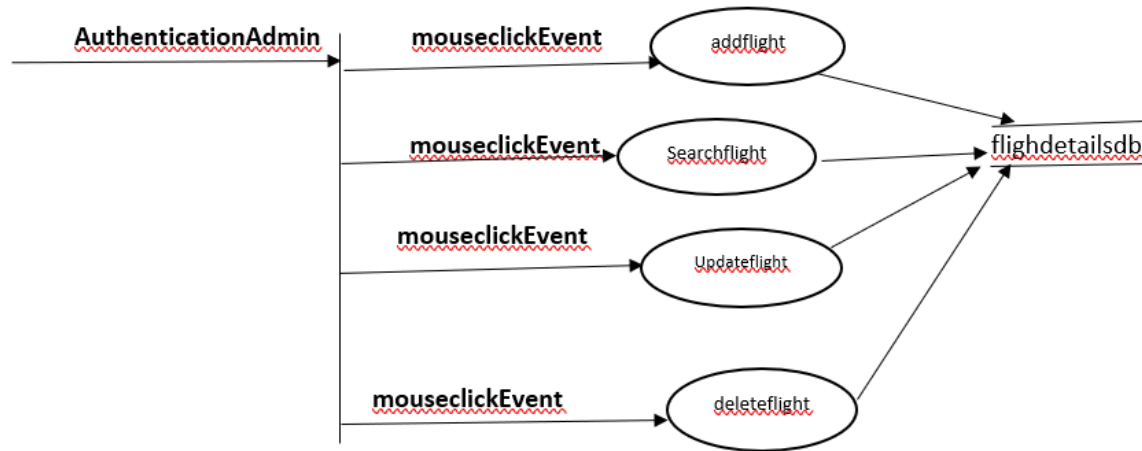 AuthenticationAdmin
mouseclickEvent
addflight
mouseclickEvent
Searchflight
flighdetailsdb
mouseclickEvent
Updateflight
mouseclickEvent
deleteflight